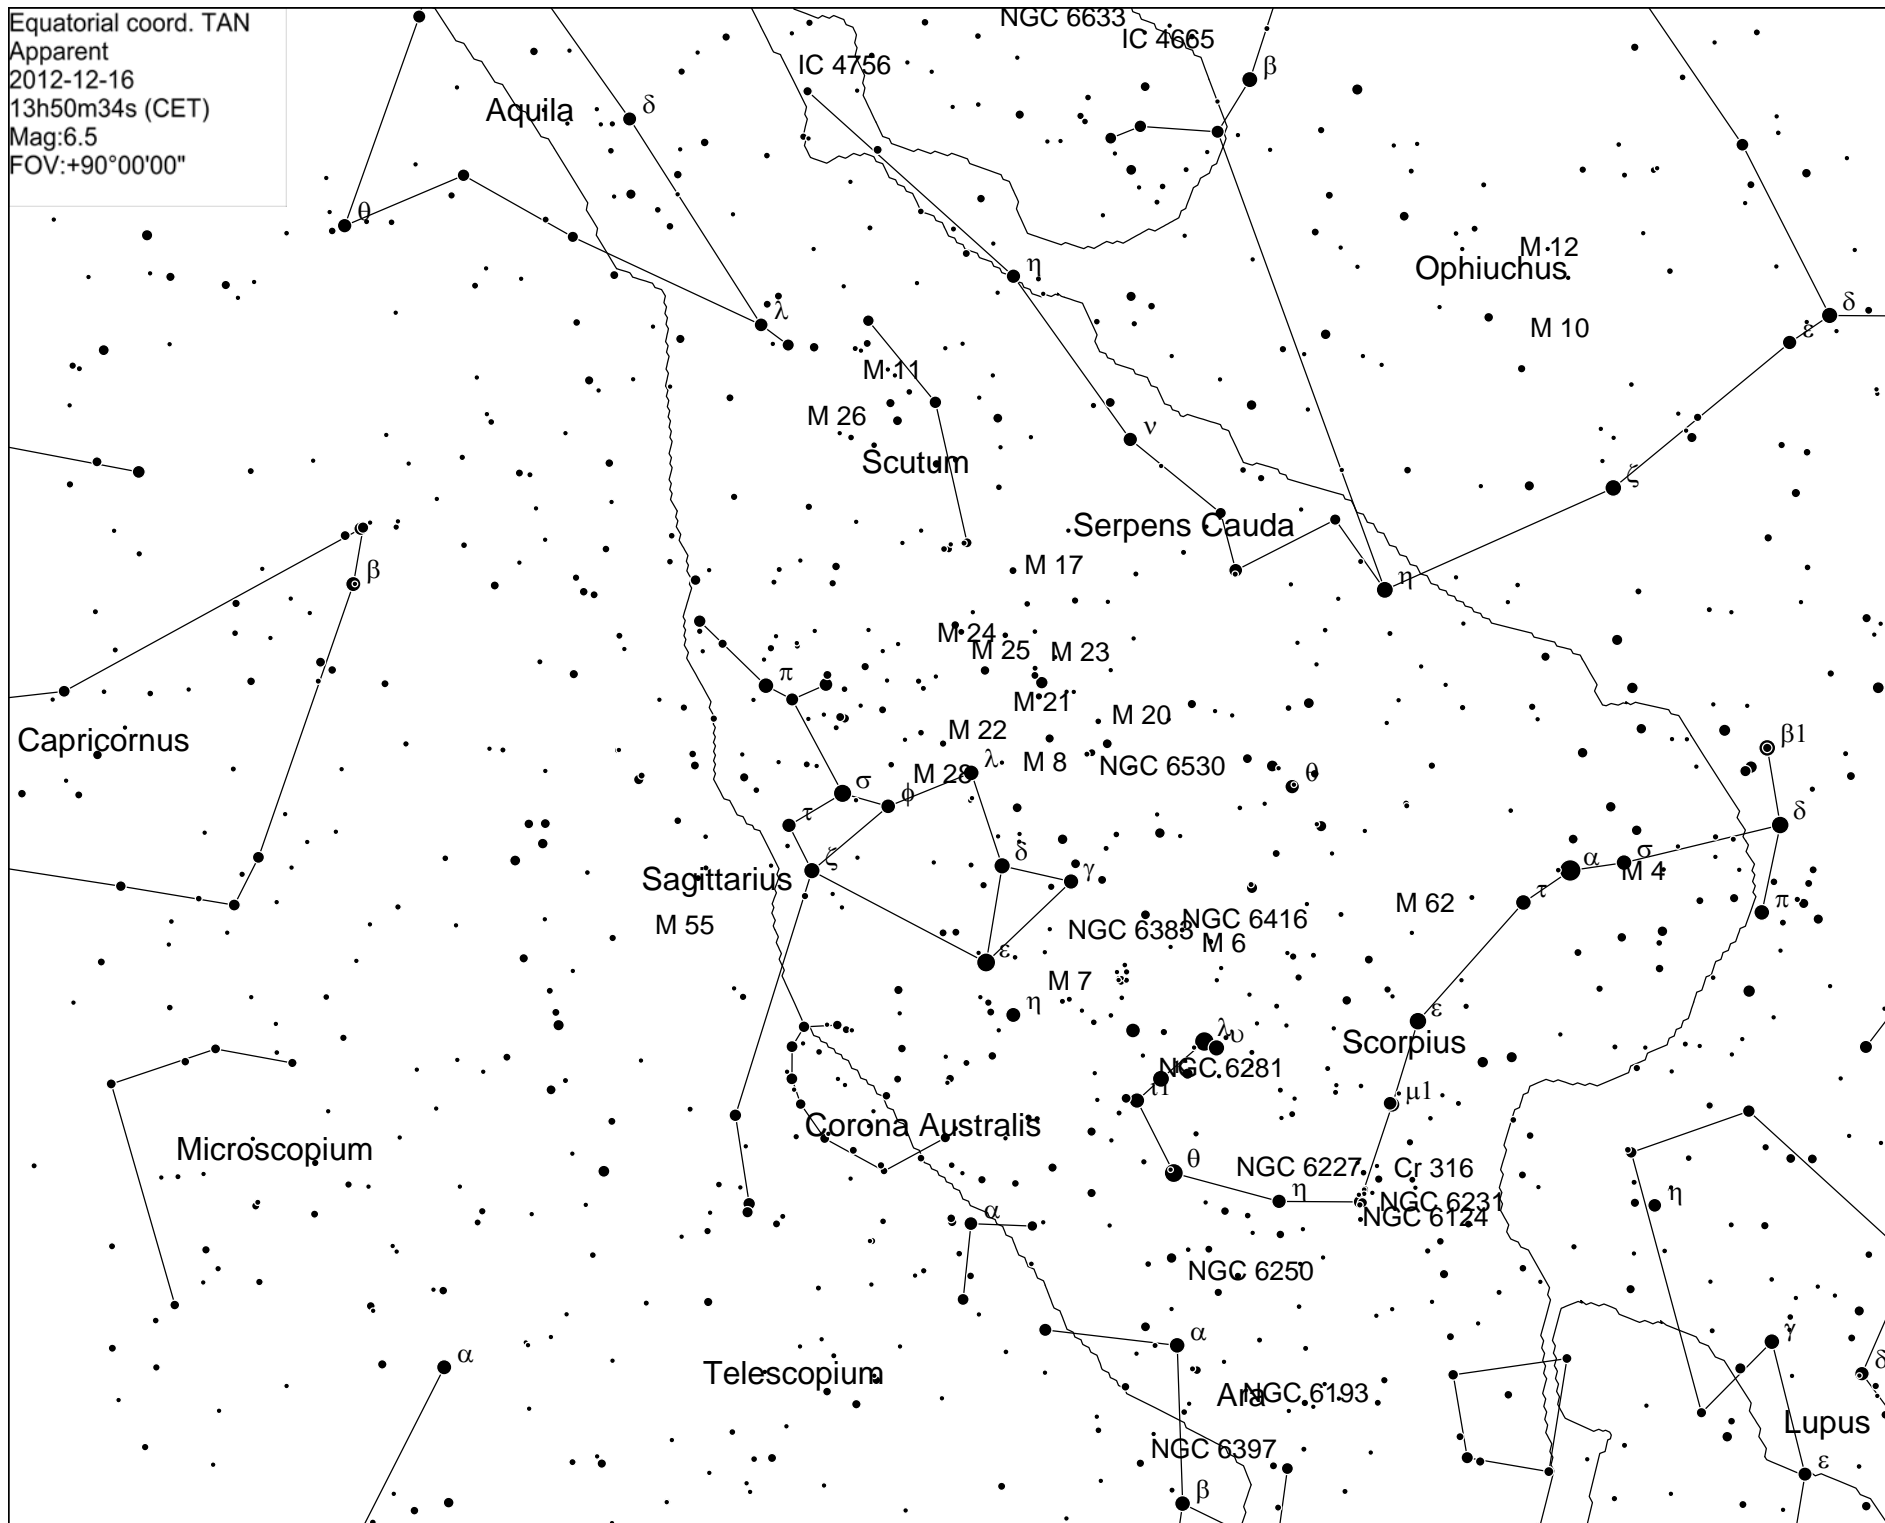 Equatorial coord. TAN
Apparent
2012-12-16
13h50m34s (CET)
Mag:6.5
FOV:+90°00'00"
NGC 6633
IC 4665
IC 4756
β
Aquila
δ
θ
M 12
Ophiuchus
η
λ
δ
M 10
ε
M 11
M 26
ν
Scutum
ζ
Serpens Cauda
M 17
β
η
M 24
M 25
M 23
π
M 21
M 20
M 22
Capricornus
β1
λ
M 8
NGC 6530
M 28
θ
σ
φ
τ
δ
δ
σ
α
ζ
γ
M 4
Sagittarius
τ
π
M 62
M 55
NGC 6383
NGC 6416
M 6
ε
M 7
η
ε
λ
υ
Scorpius
NGC 6281
ι1
μ1
Corona Australis
Microscopium
θ
NGC 6227
Cr 316
η
η
NGC 6231
NGC 6124
α
NGC 6250
α
γ
α
δ
Telescopium
Ara
NGC 6193
Lupus
NGC 6397
ε
β